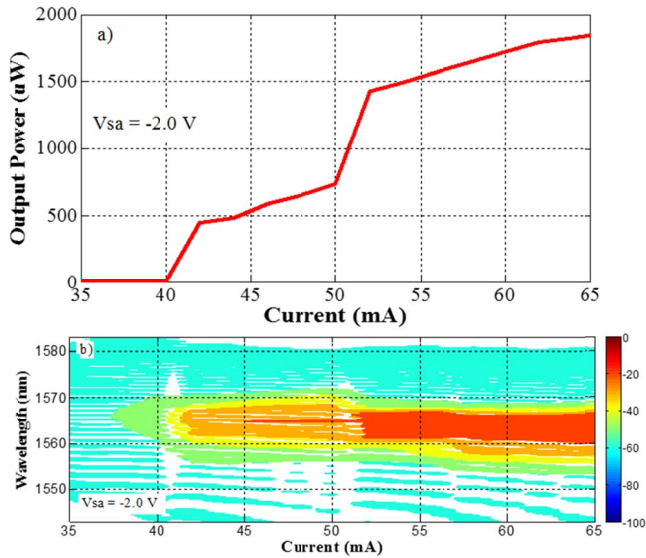 2000
a)
1500
Output Power (uW)
Vsa = -2.0 V
1000
500
0
35 40 45 50 55 60 65
Current (mA)
1580
b)
1570
Wavelength (nm)
1560
1550
Vsa = -2.0 V
35 40 45 50 55 60 65
Current (mA)
0
-20
-40
-60
-80
-100